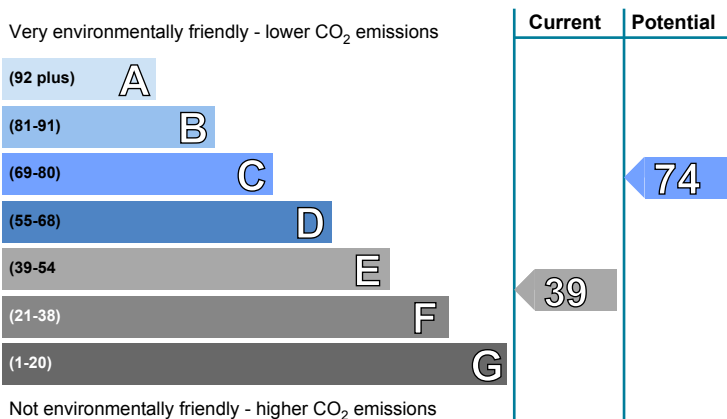 Current Potential
Very environmentally friendly - lower CO2 emissions
(92 plus) A
(81-91) B
(69-80) C
74
(55-68) D
(39-54 E
39
(21-38) F
(1-20) G
Not environmentally friendly - higher CO2 emissions